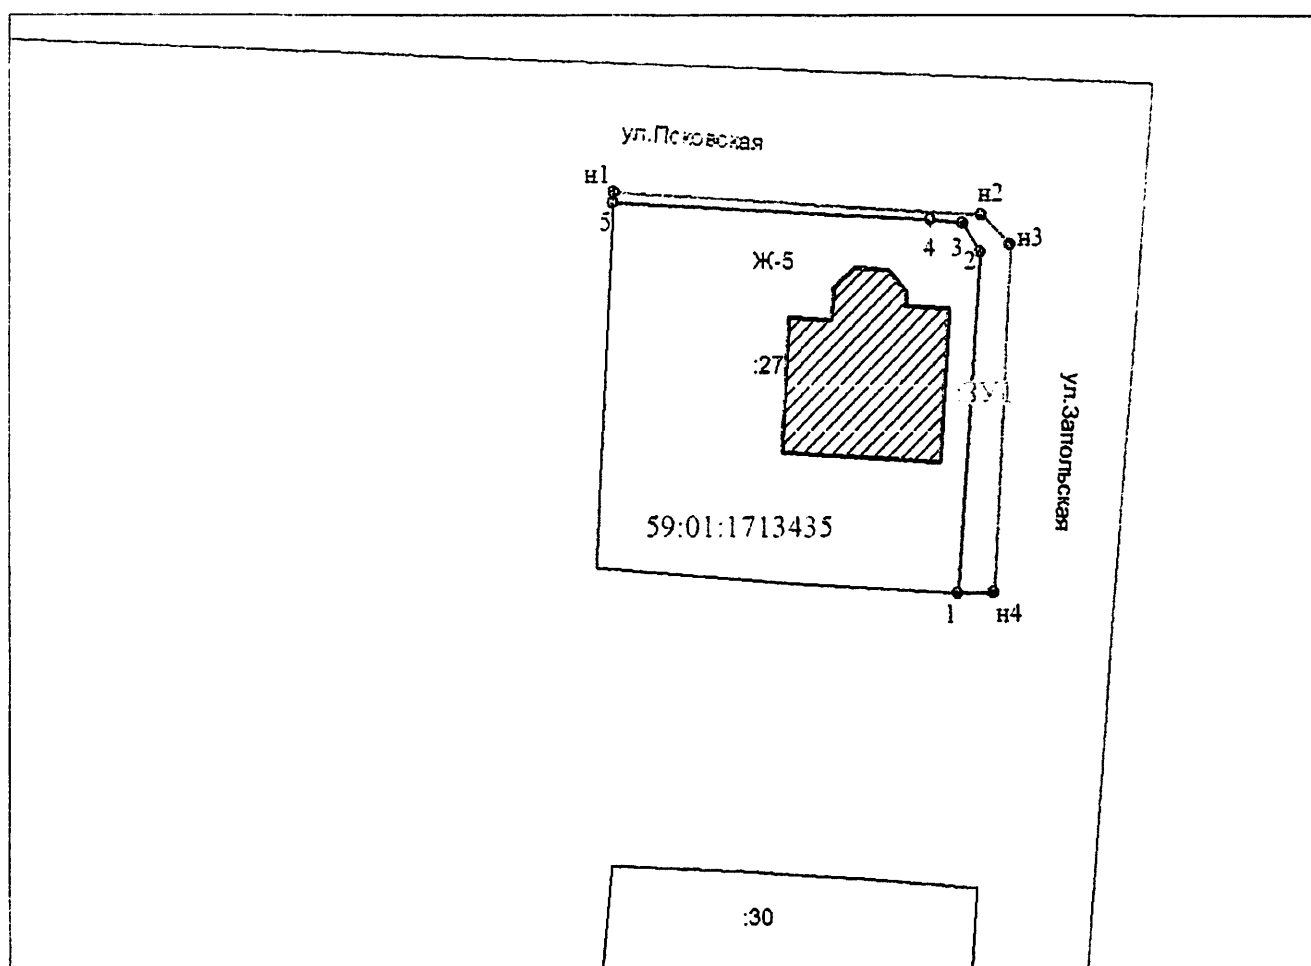 ул.Псковская
н1
н2
5
4
3
2
н3
Ж-5
:27
:ЗУ1
ул.Запольская
59:01:1713435
1
н4
:30